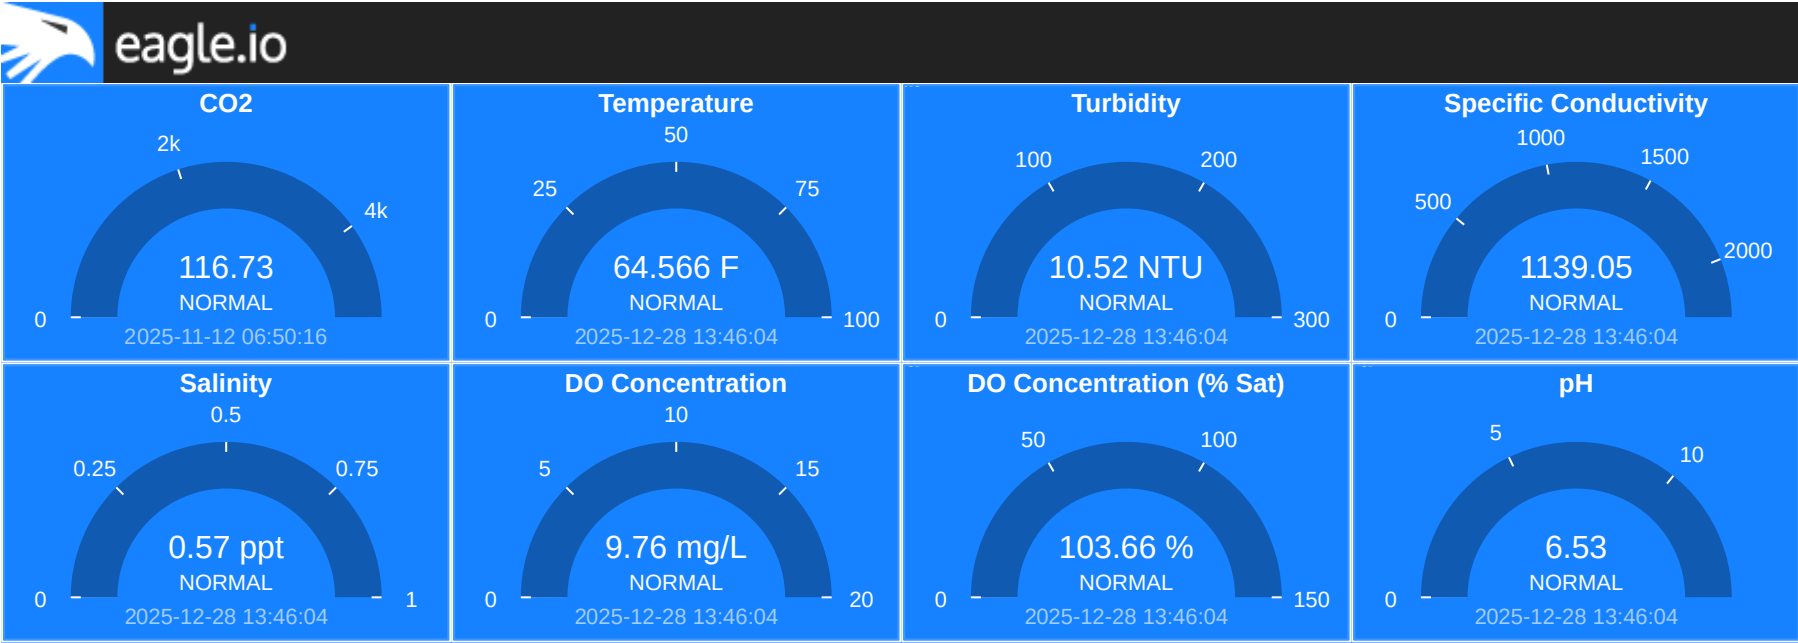 eagle.io
CO2
2k
4k
116.73
NORMAL
0
2025-11-12 06:50:16
Temperature
50
25
75
64.566 F
NORMAL
0
100
2025-12-28 13:46:04
Turbidity
100
200
10.52 NTU
NORMAL
0
300
2025-12-28 13:46:04
Specific Conductivity
1000
1500
500
2000
1139.05
NORMAL
0
2025-12-28 13:46:04
Salinity
0.5
0.25
0.75
0.57 ppt
NORMAL
0
1
2025-12-28 13:46:04
DO Concentration
10
5
15
9.76 mg/L
NORMAL
0
20
2025-12-28 13:46:04
DO Concentration (% Sat)
50
100
103.66 %
NORMAL
0
150
2025-12-28 13:46:04
pH
5
10
6.53
NORMAL
0
2025-12-28 13:46:04